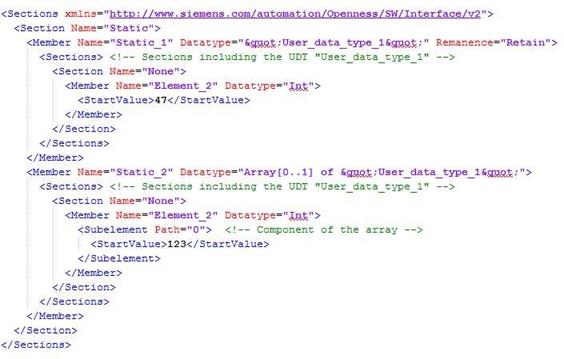 <Sections xmlns="http://www.siemens.com/automation/Openness/SW/Interface/v2">
<Section Name="Static">
<Member Name="Static_1" Datatype="&quot;User_data_type_1&quot;" Remanence="Retain">
<Sections> <!-- Sections including the UDT "User_data_type_1" -->
<Section Name="None">
<Member Name="Element_2" Datatype="Int">
<StartValue>47</StartValue>
</Member>
</Section>
</Sections>
</Member>
<Member Name="Static_2" Datatype="Array[0..1] of &quot;User_data_type_1&quot;">
<Sections> <!-- Sections including the UDT "User_data_type_1" -->
<Section Name="None">
<Member Name="Element_2" Datatype="Int">
<Subelement Path="0"> <!-- Component of the array -->
<StartValue>123</StartValue>
</Subelement>
</Member>
</Section>
</Sections>
</Member>
</Section>
</Sections>